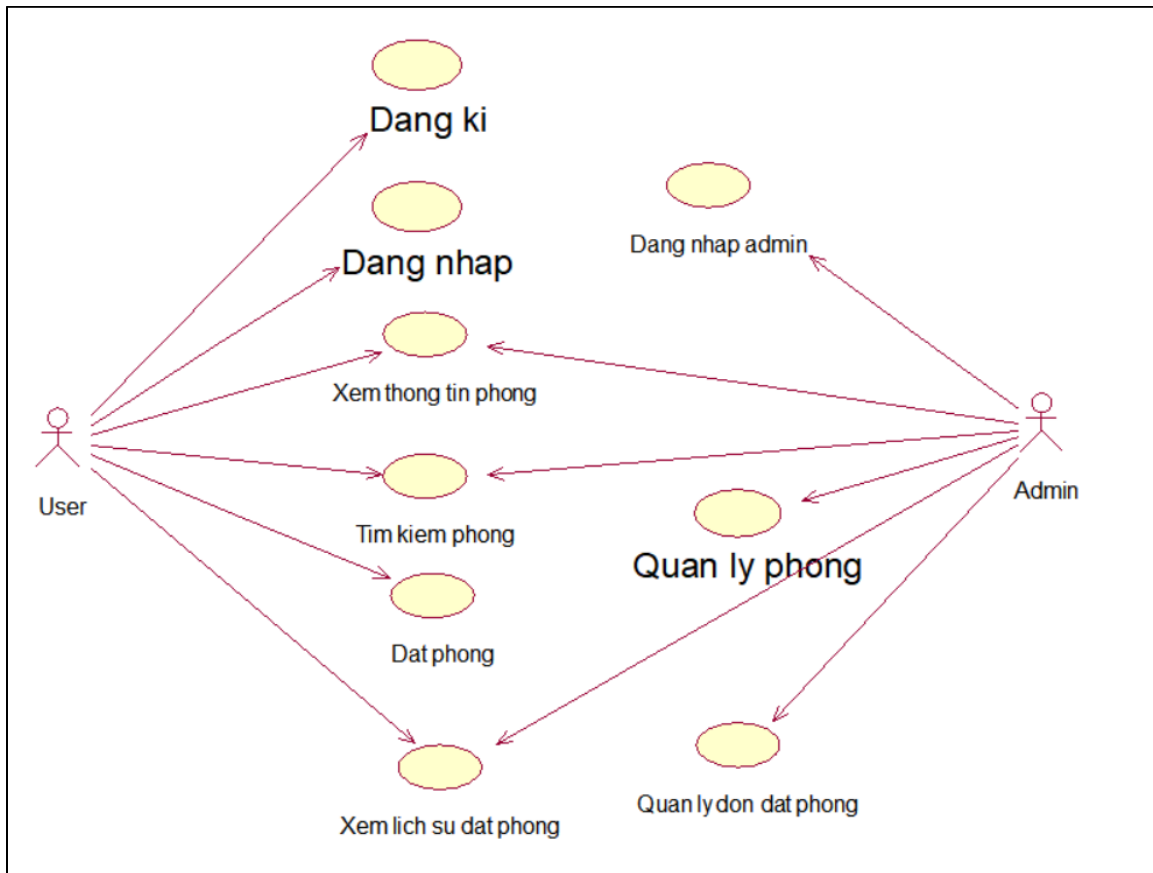 Dang ki
Dang nhap admin
Dang nhap
Xem thong tin phong
User
Admin
Tim kiem phong
Quan ly phong
Dat phong
Xem lich su dat phong
Quan ly don dat phong